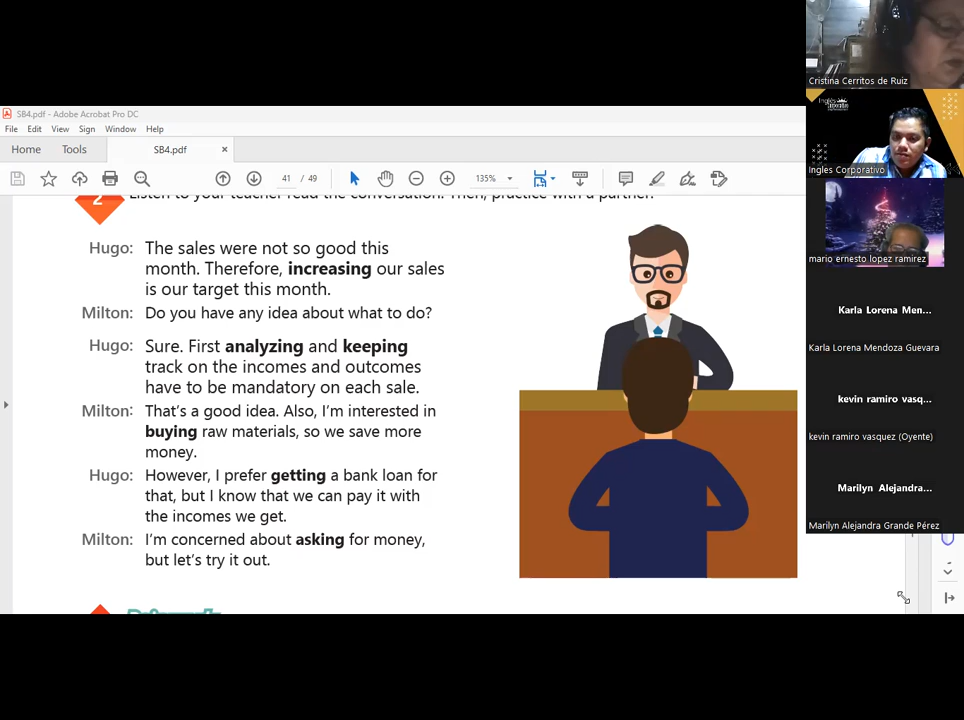 SB4.pdf - Adobe Acrobat Pro DC
File Edit View Sign Window Help
Home Tools SB4.pdf ×
41 / 49 135%
2 Listen to your teacher read the conversation. Then, practice with a partner.
Hugo: The sales were not so good this
month. Therefore, increasing our sales
is our target this month.
Milton: Do you have any idea about what to do?
Hugo: Sure. First analyzing and keeping
track on the incomes and outcomes
have to be mandatory on each sale.
Milton: That's a good idea. Also, I'm interested in
buying raw materials, so we save more
money.
Hugo: However, I prefer getting a bank loan for
that, but I know that we can pay it with
the incomes we get.
Milton: I'm concerned about asking for money,
but let's try it out.
Cristina Cerritos de Ruiz
Inglés
Ingles Corporativo
mario ernesto lopez ramirez
Karla Lorena Men...
Karla Lorena Mendoza Guevara
kevin ramiro vasq...
kevin ramiro vasquez (Oyente)
Marilyn Alejandra...
Marilyn Alejandra Grande Pérez